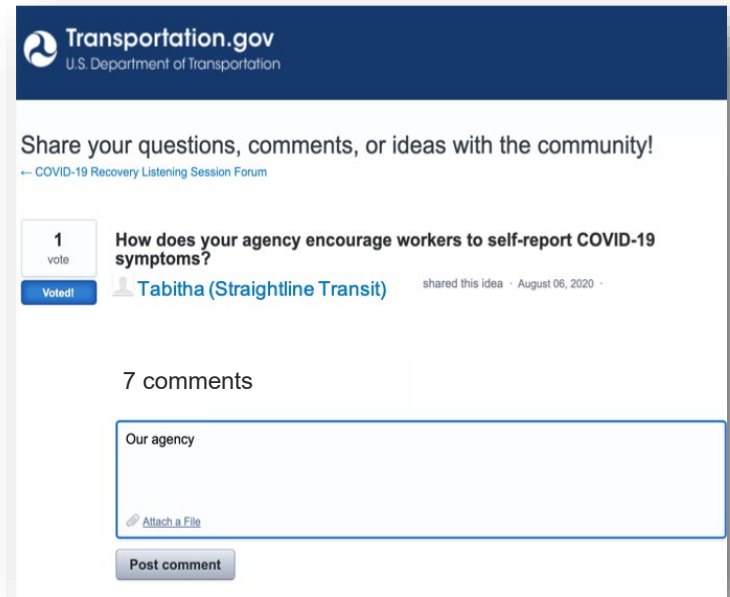 Transportation.gov
U.S. Department of Transportation
Share your questions, comments, or ideas with the community!
← COVID-19 Recovery Listening Session Forum
1
vote
Voted!
How does your agency encourage workers to self-report COVID-19
symptoms?
Tabitha (Straightline Transit) shared this idea · August 06, 2020 ·
7 comments
Our agency
Attach a File
Post comment